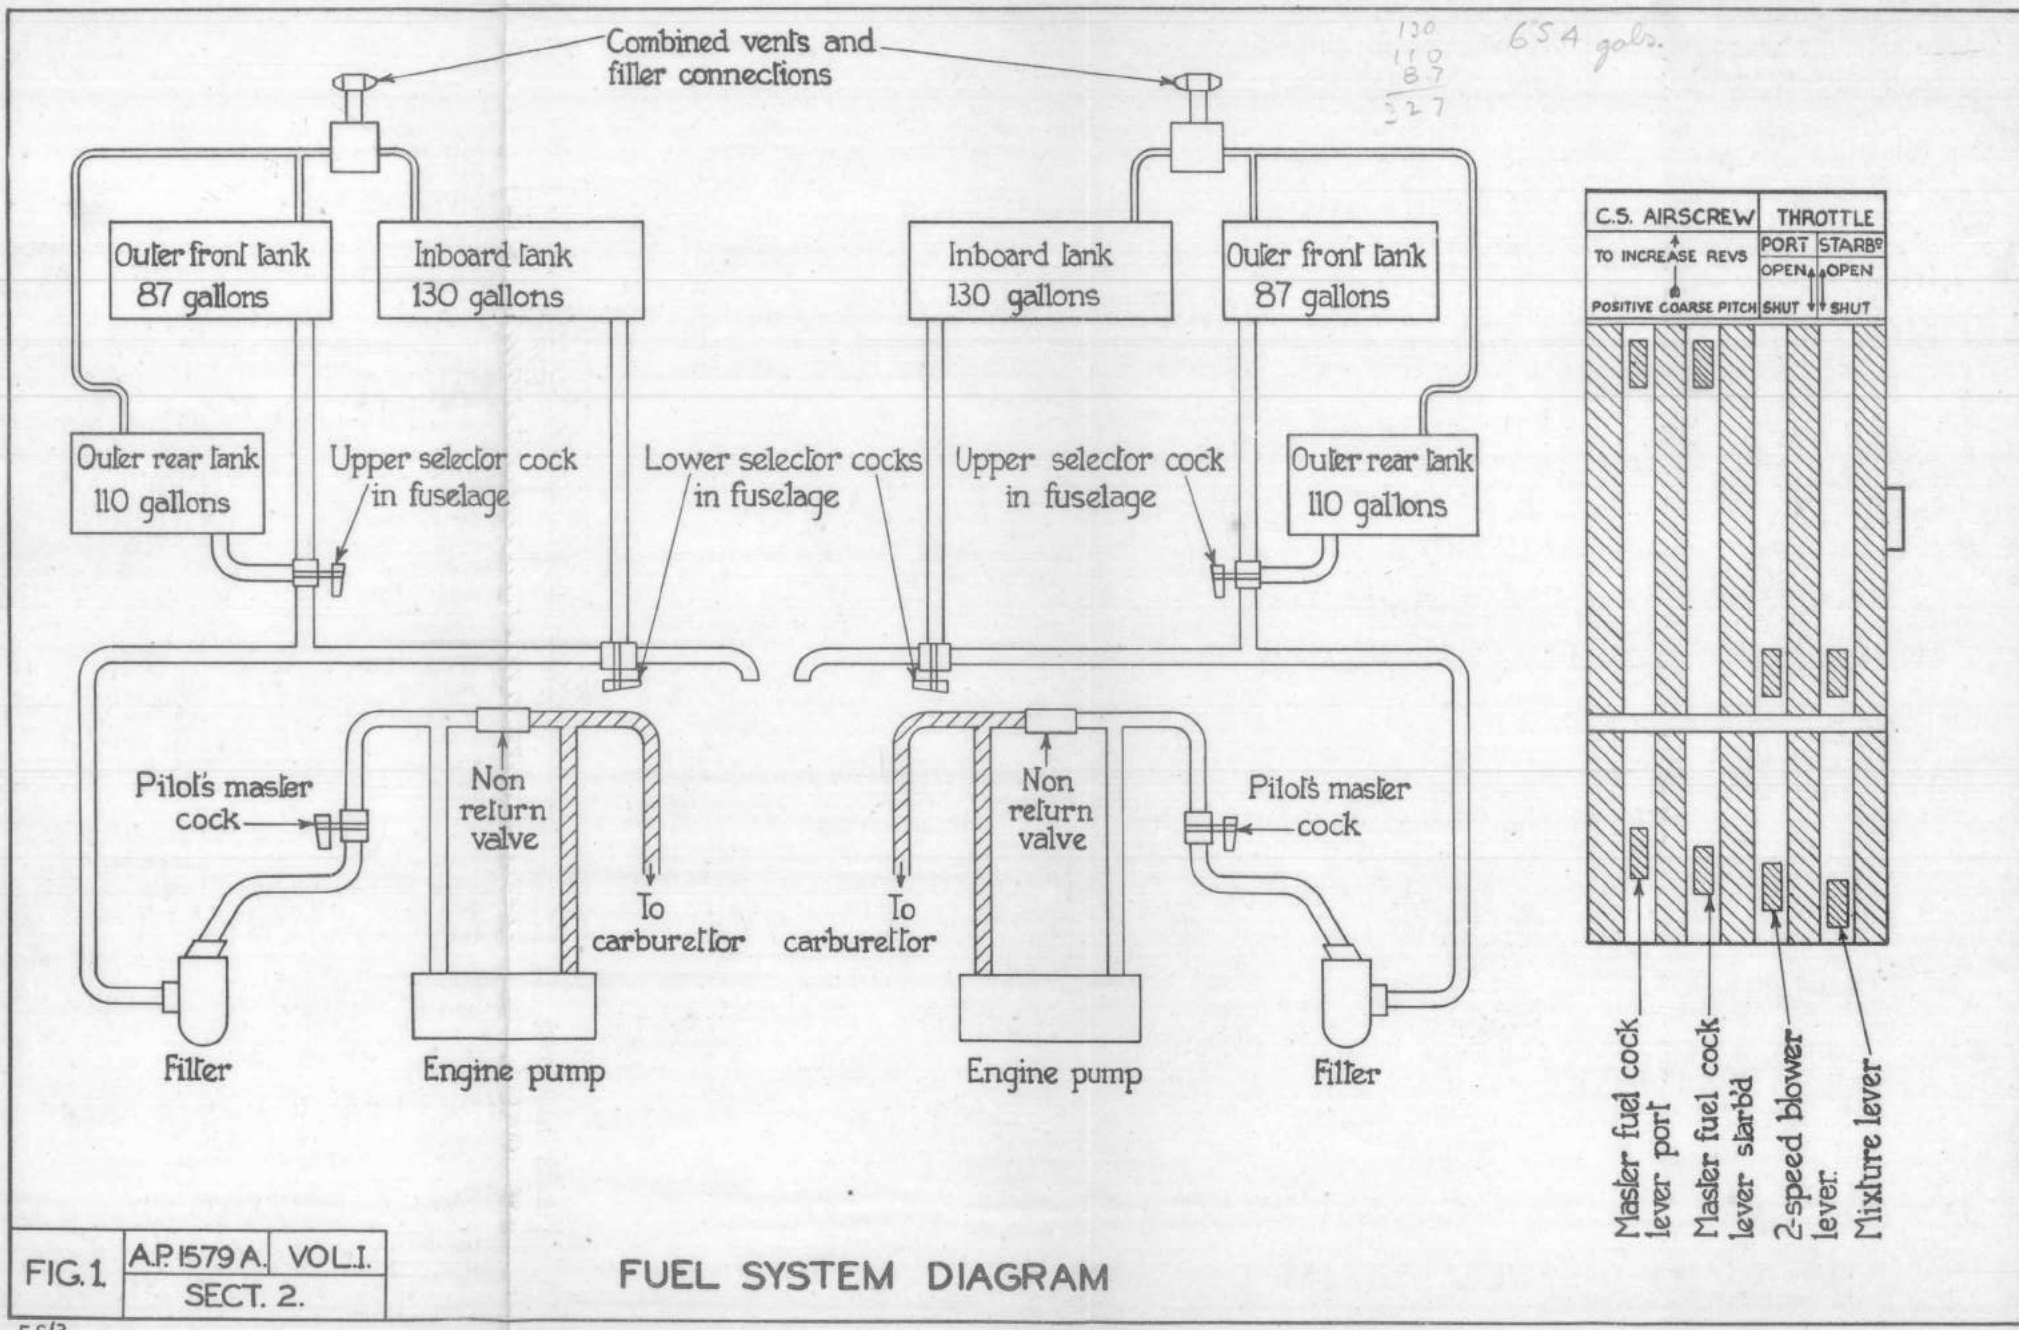 Combined vents and
filler connections
130
110
87
327
654 gals.
Outer front tank
87 gallons
Inboard tank
130 gallons
Inboard tank
130 gallons
Outer front tank
87 gallons
C.S. AIRSCREW
THROTTLE
TO INCREASE REVS
PORT
STARBD
OPEN
OPEN
POSITIVE COARSE PITCH
SHUT
SHUT
Outer rear tank
110 gallons
Upper selector cock
in fuselage
Lower selector cocks
in fuselage
Upper selector cock
in fuselage
Outer rear tank
110 gallons
Pilot's master
cock
Non
return
valve
Non
return
valve
Pilot's master
cock
To
carburettor
To
carburettor
Filter
Engine pump
Engine pump
Filter
Master fuel cock
lever port
Master fuel cock
lever starb'd
2-speed blower
lever.
Mixture lever
FIG.1
A.P. 1579 A.
VOL.I.
SECT. 2.
FUEL SYSTEM DIAGRAM